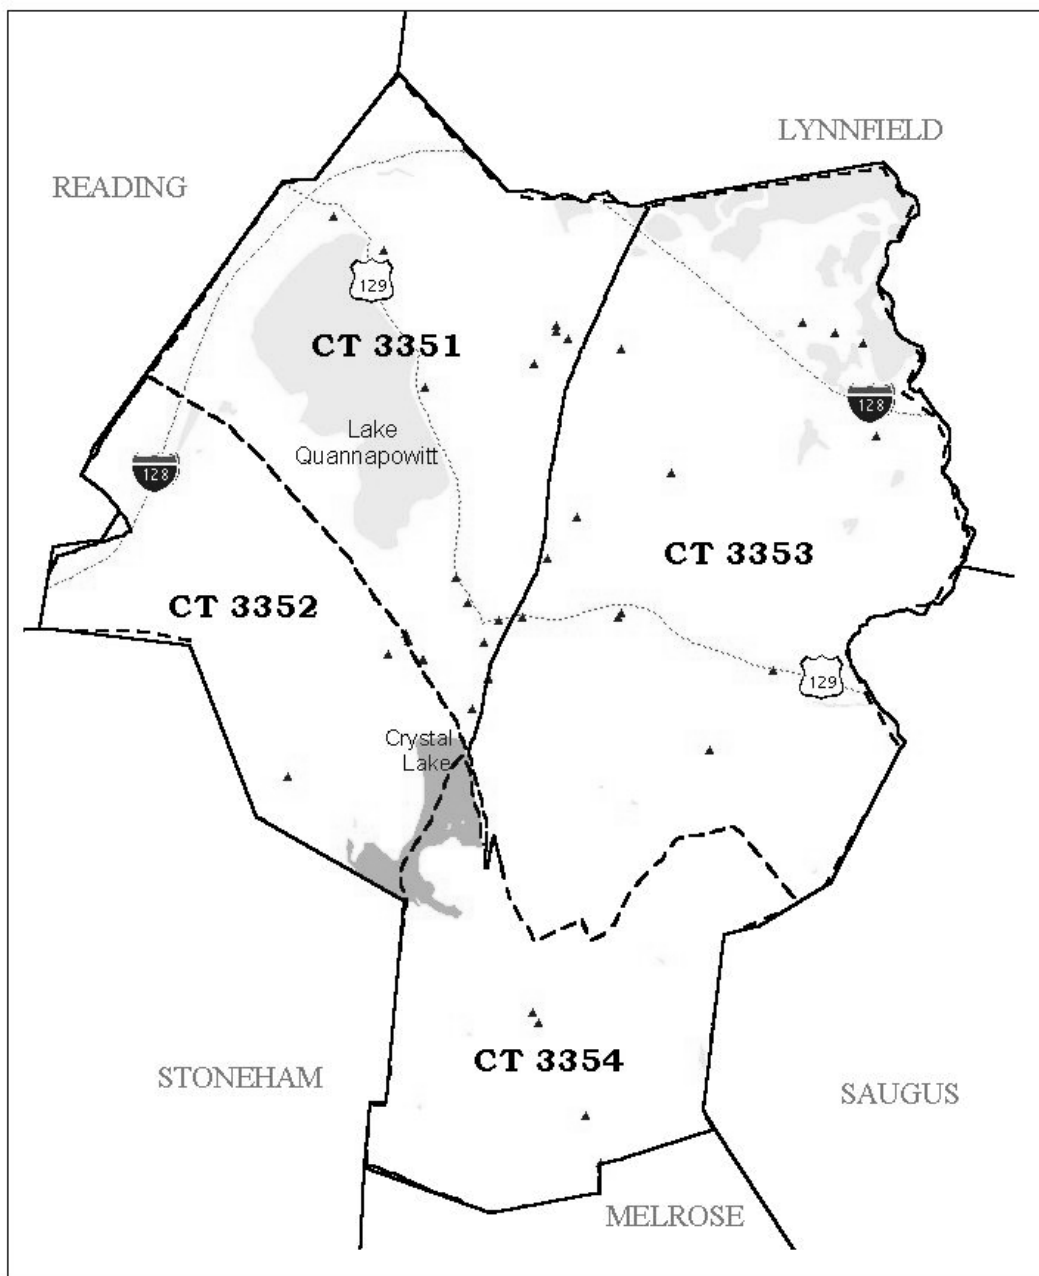 LYNNFIELD
READING
129
CT 3351
128
Lake
Quannapowitt
128
CT 3353
CT 3352
129
Crystal
Lake
CT 3354
STONEHAM
SAUGUS
MELROSE